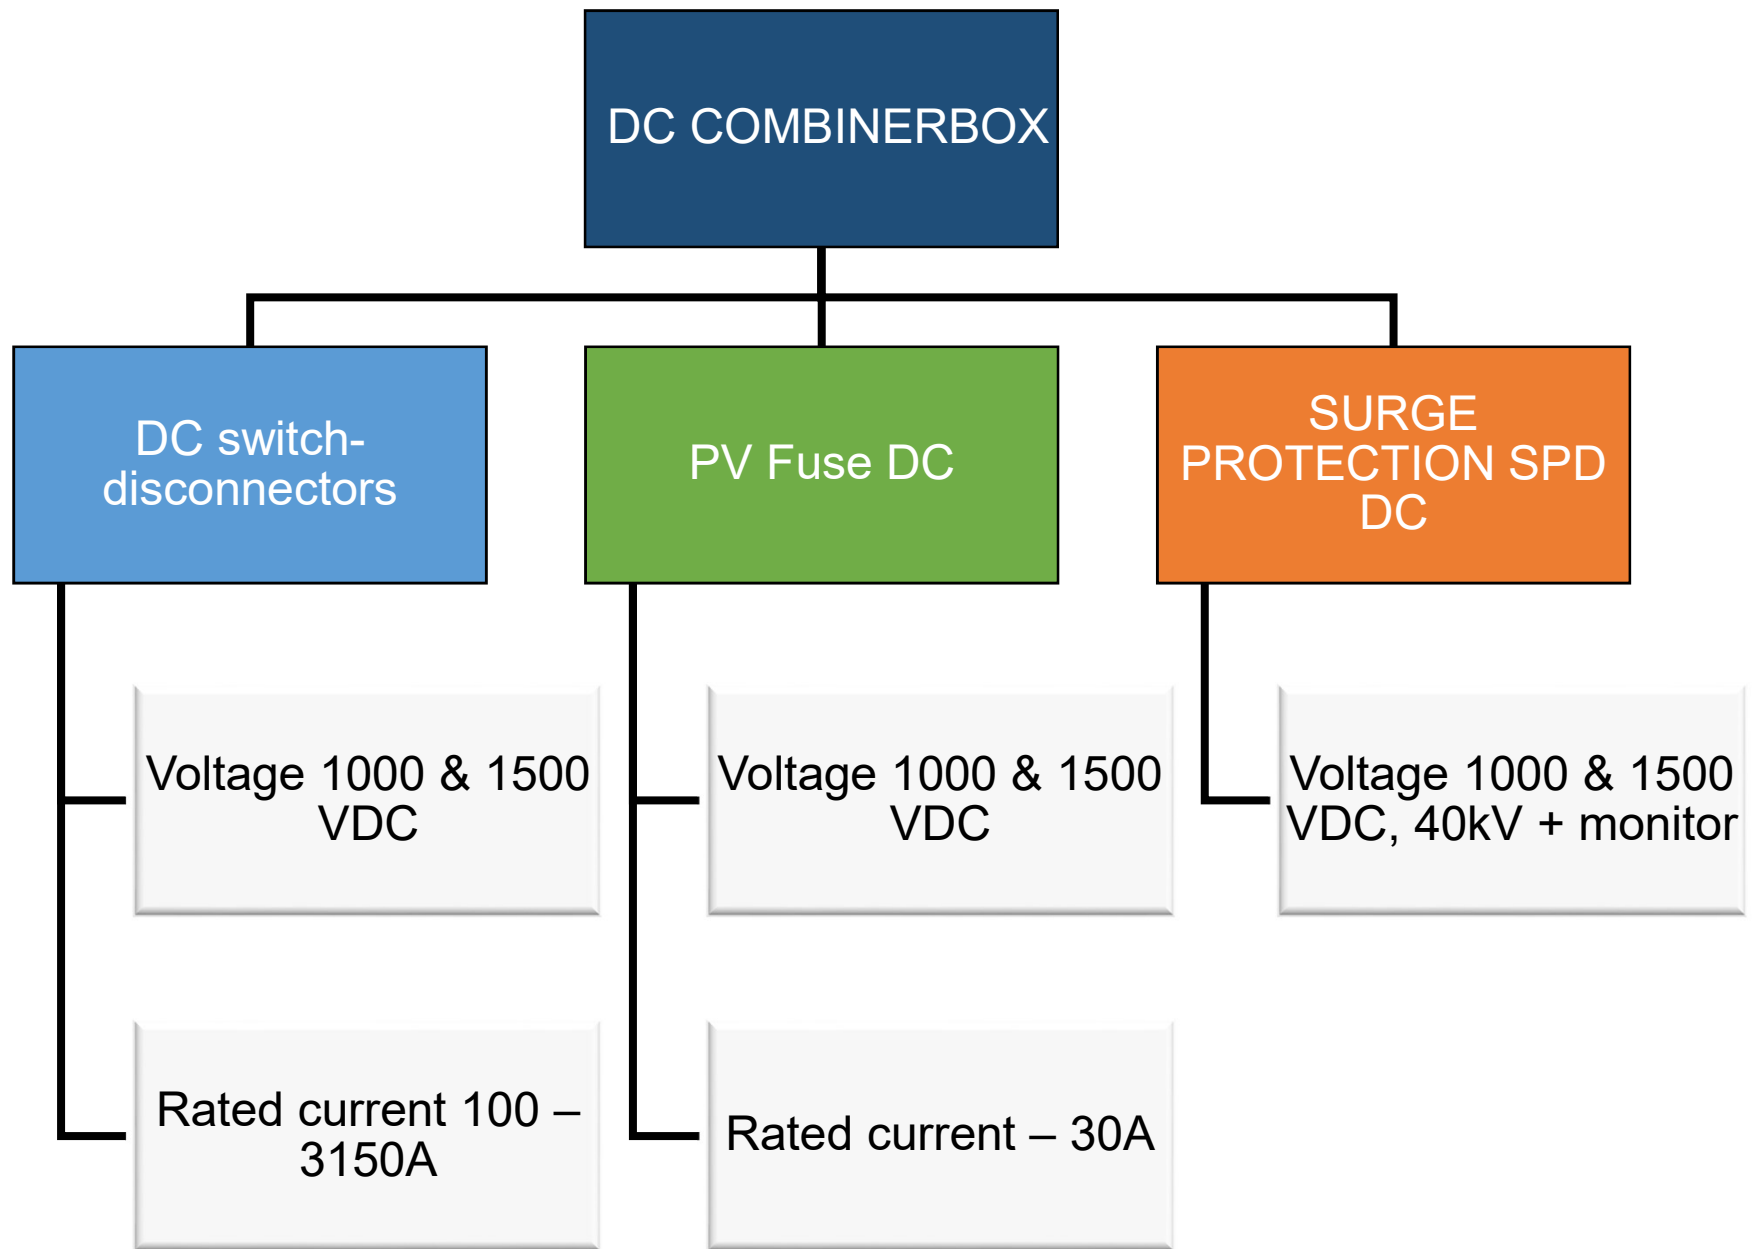 DC COMBINERBOX
DC switch-
disconnectors
PV Fuse DC
SURGE
PROTECTION SPD
DC
Voltage 1000 & 1500
VDC
Voltage 1000 & 1500
VDC
Voltage 1000 & 1500
VDC, 40kV + monitor
Rated current 100 –
3150A
Rated current – 30A